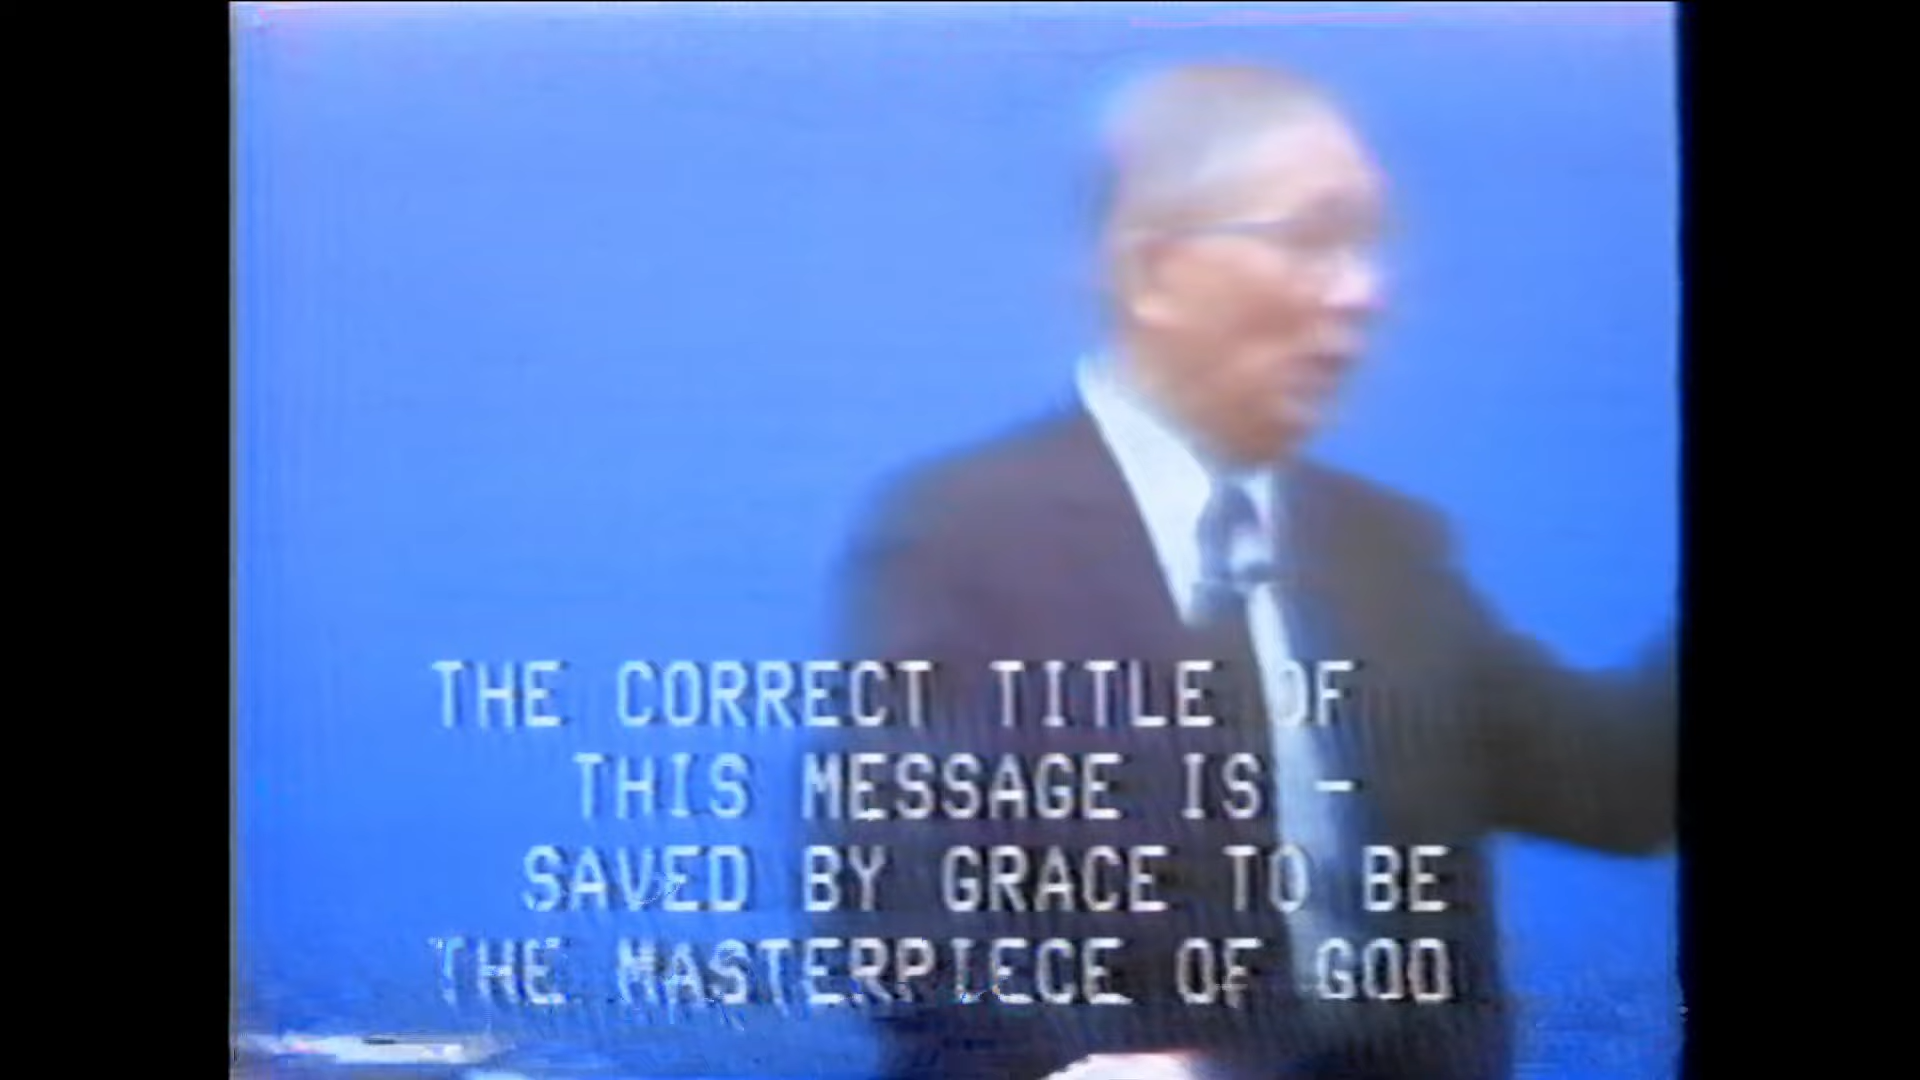 THE CORRECT TITLE OF
THIS MESSAGE IS -
SAVED BY GRACE TO BE
THE MASTERPIECE OF GOD